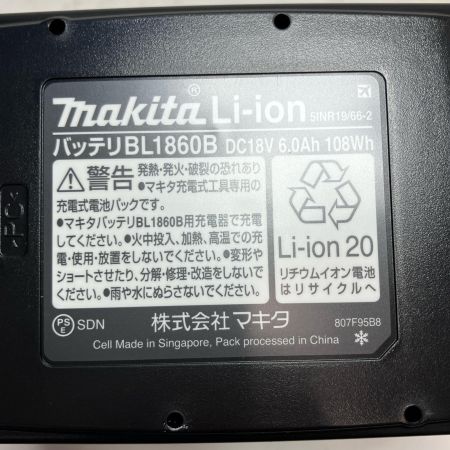 makita® Li-ion 5INR19/66-2
バッテリBL1860B DC18V 6.0Ah 108Wh
警告 発熱・発火・破裂の恐れあり
●マキタ充電式工具専用の
充電式電池パックです。
●マキタバッテリBL1860B用充電器で充電
してください。●火中投入、加熱、高温での充
電・使用・放置をしないでください。●変形や
ショートさせたり、分解・修理・改造をしないで
ください。●雨や水にぬらさないでください。
Li-ion 20
リチウムイオン電池
はリサイクルへ
PSE SDN 株式会社マキタ 807F95B8
Cell Made in Singapore, Pack processed in China
>PC<